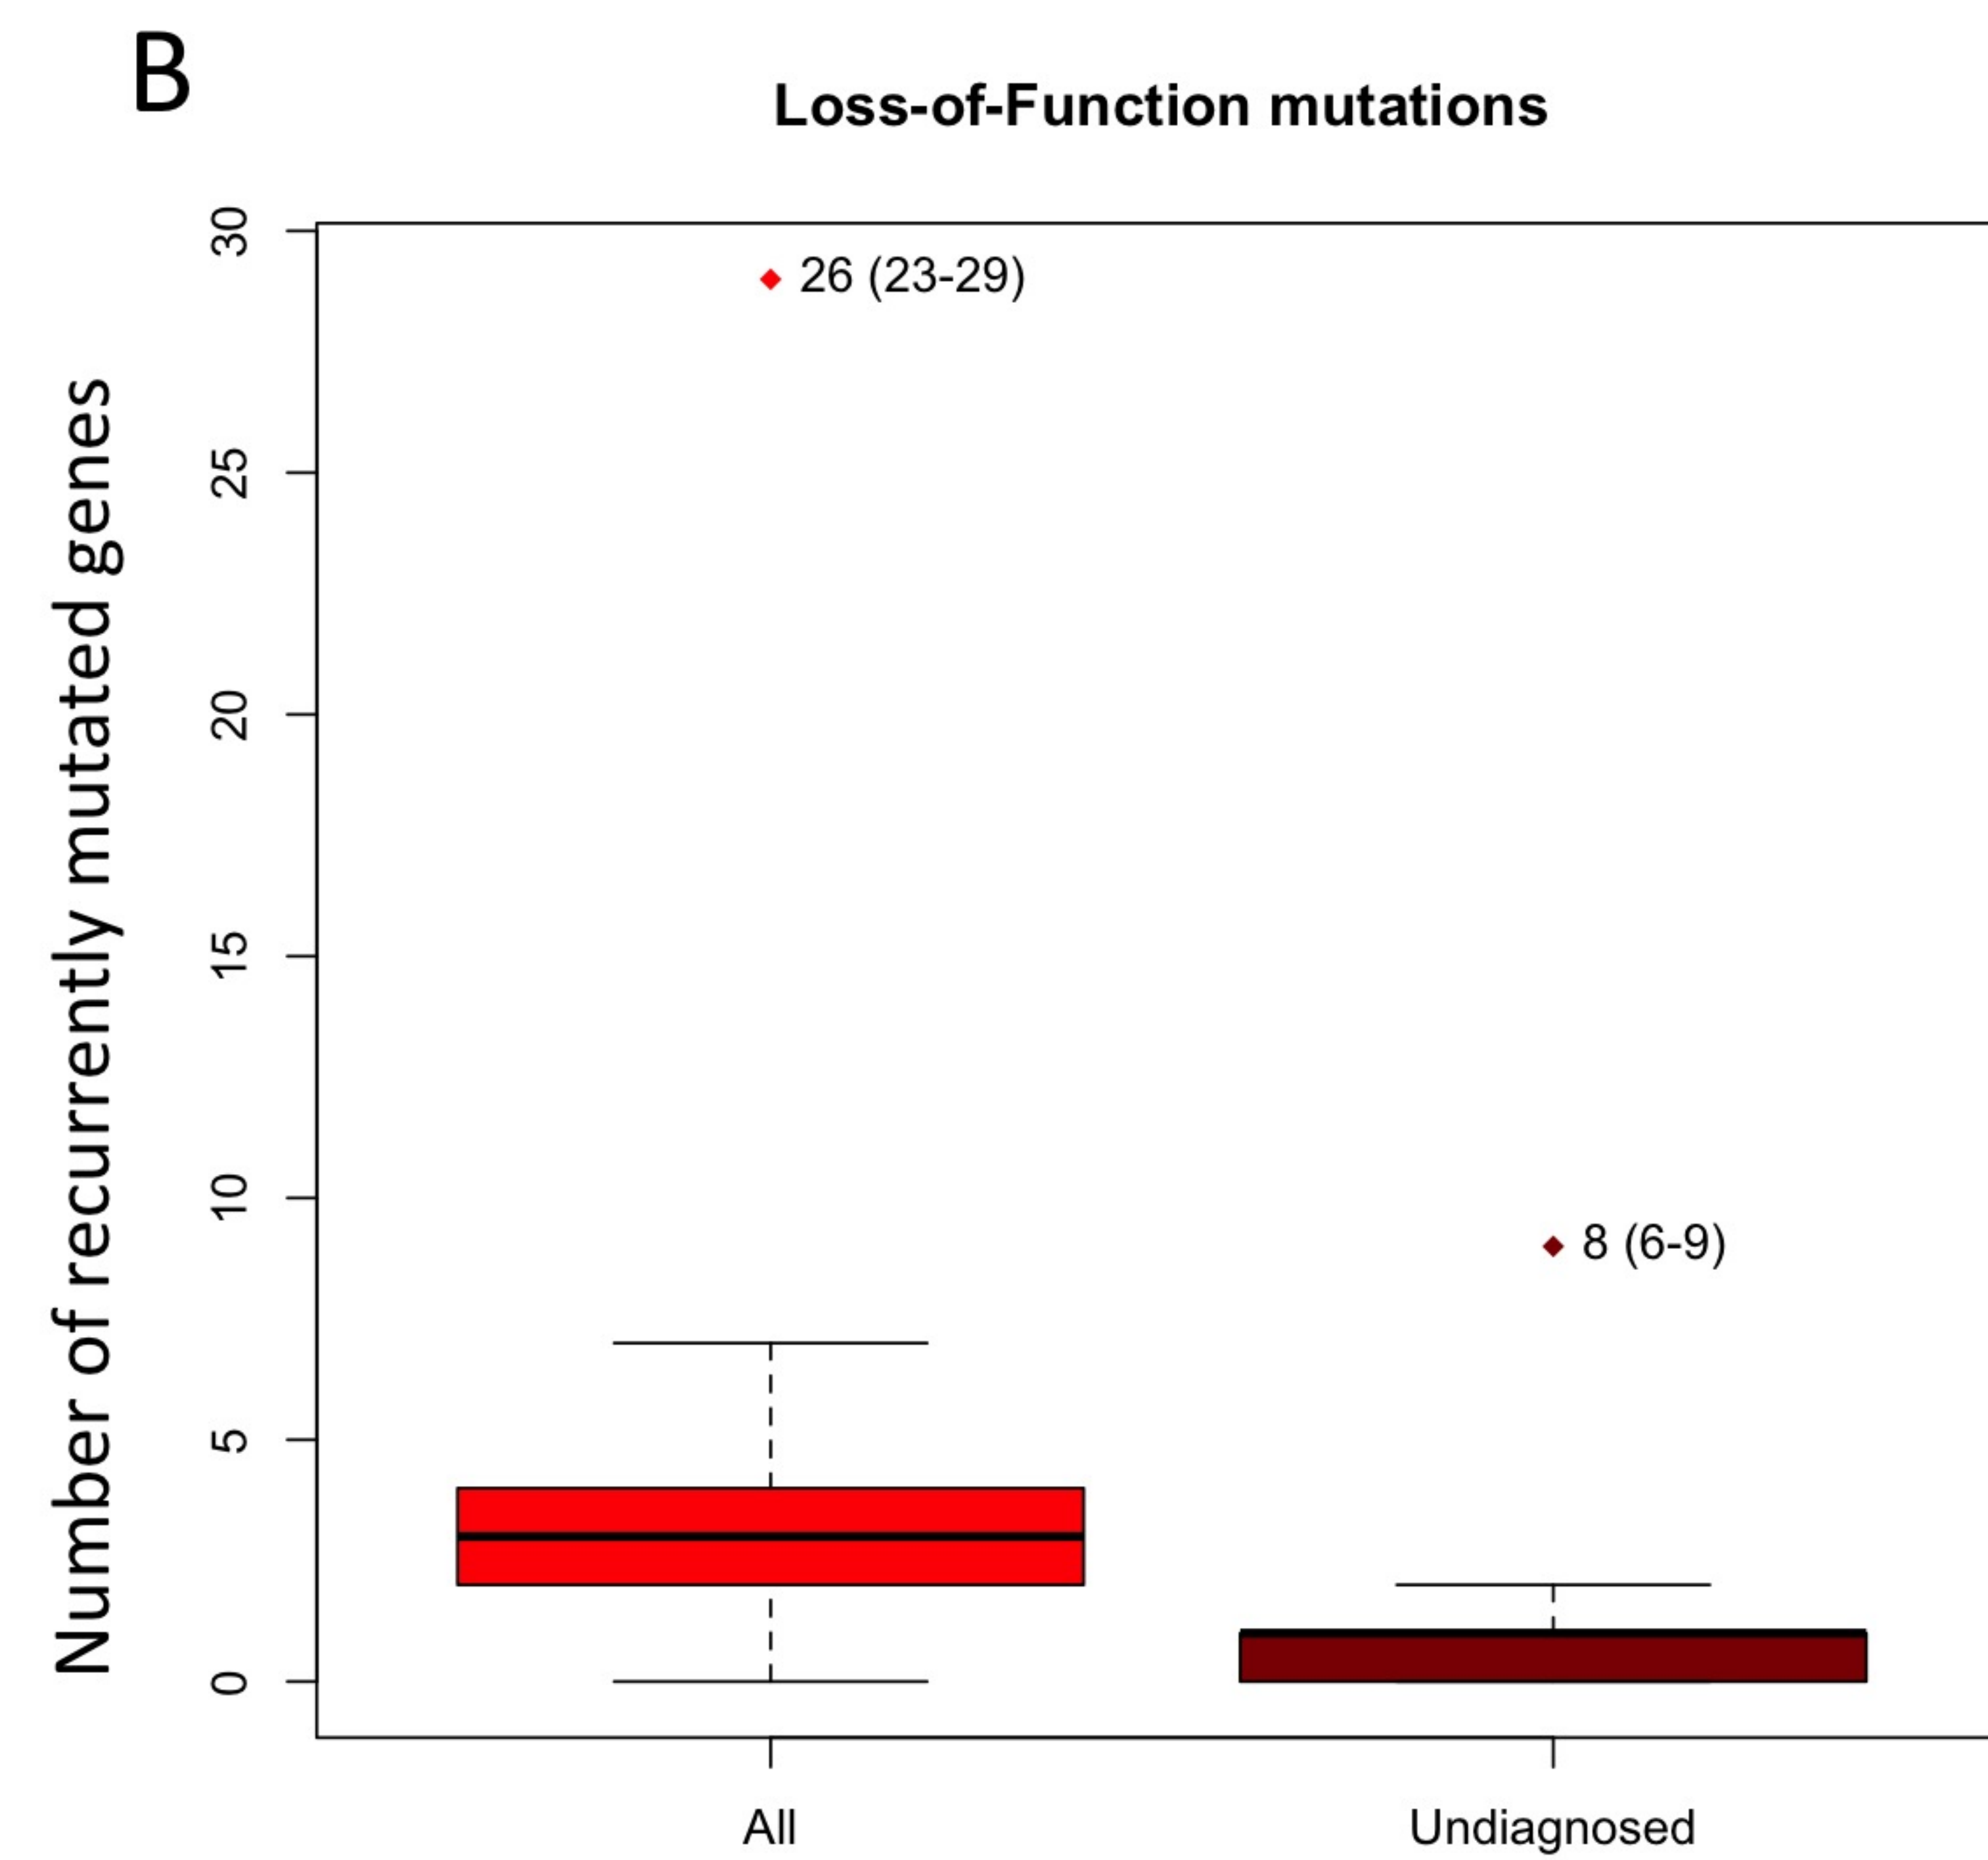 B
Loss-of-Function mutations
Number of recurrently mutated genes
30
26 (23-29)
25
20
15
10
8 (6-9)
5
0
All
Undiagnosed